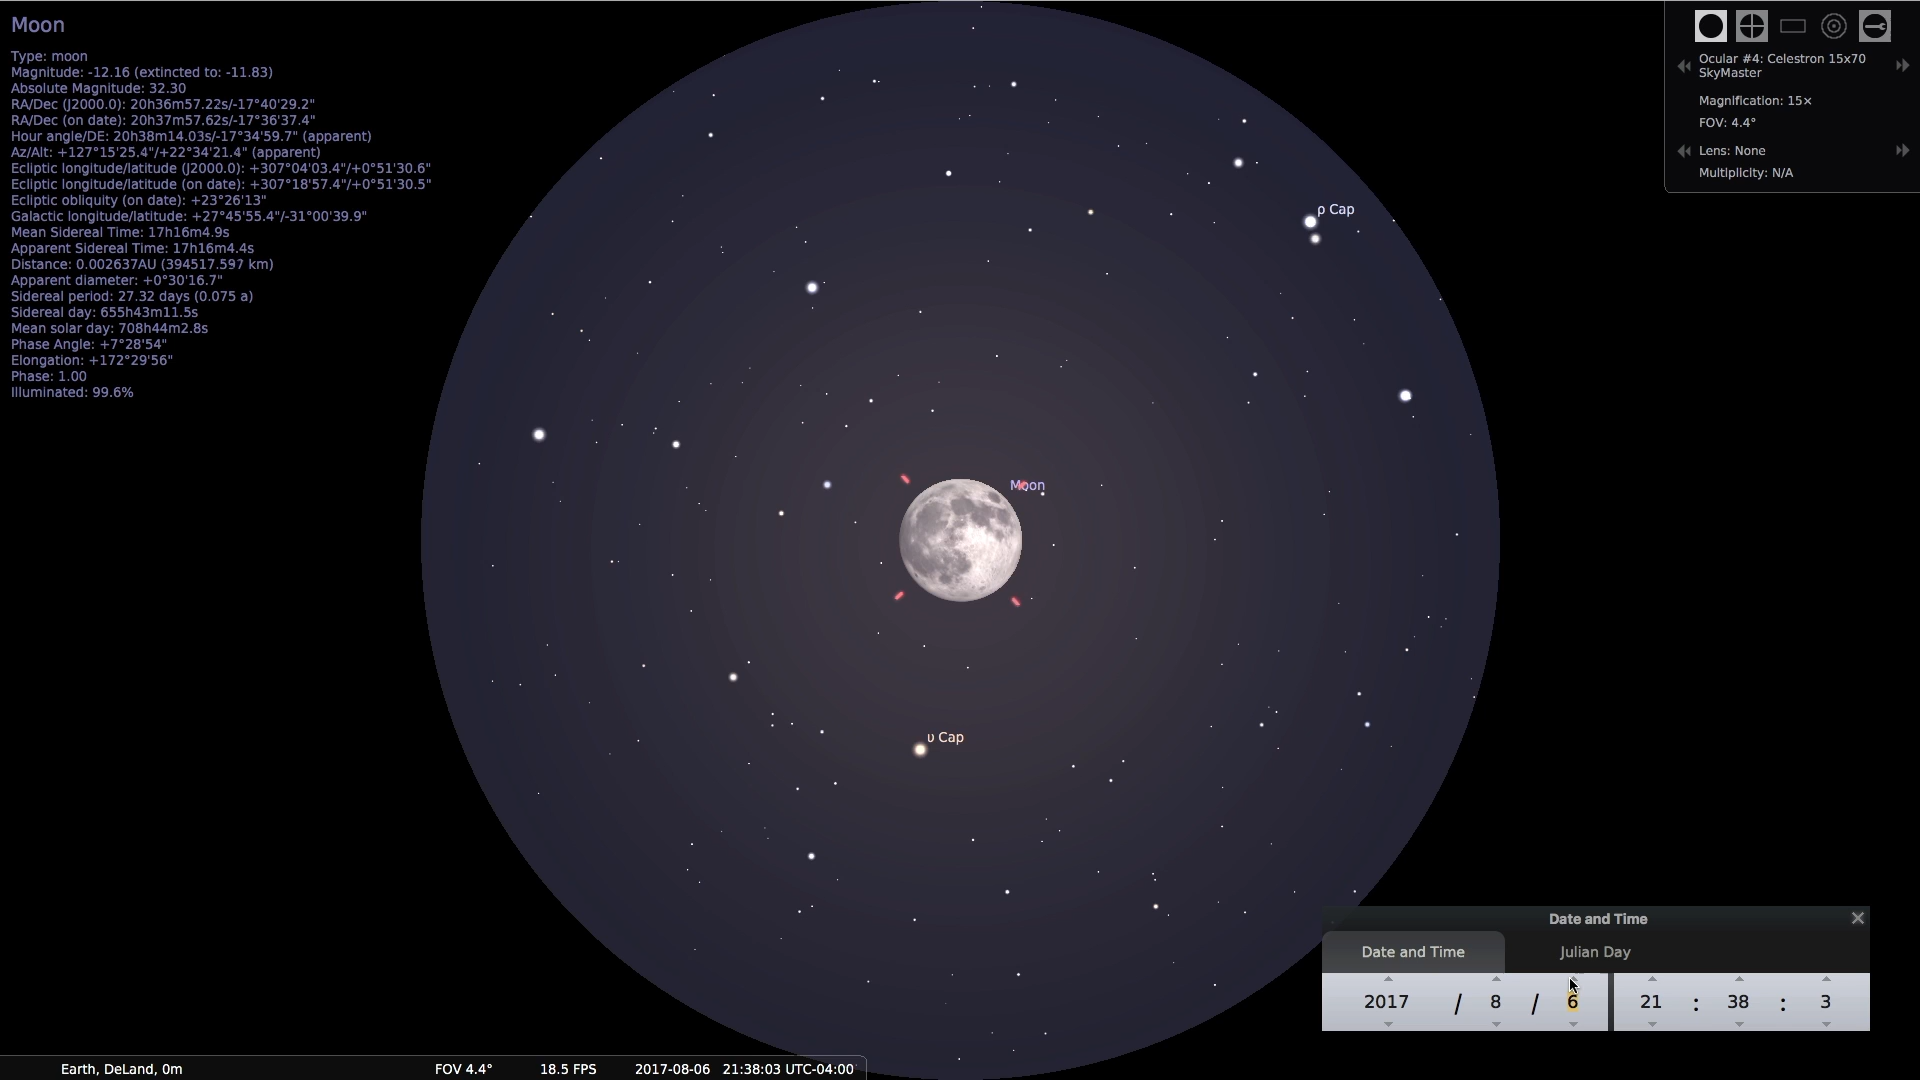 Moon
Type: moon
Magnitude: -12.16 (extincted to: -11.83)
Absolute Magnitude: 32.30
RA/Dec (J2000.0): 20h36m57.22s/-17°40'29.2"
RA/Dec (on date): 20h37m57.62s/-17°36'37.4"
Hour angle/DE: 20h38m14.03s/-17°34'59.7" (apparent)
Az/Alt: +127°15'25.4"/+22°34'21.4" (apparent)
Ecliptic longitude/latitude (J2000.0): +307°04'03.4"/+0°51'30.6"
Ecliptic longitude/latitude (on date): +307°18'57.4"/+0°51'30.5"
Ecliptic obliquity (on date): +23°26'13"
Galactic longitude/latitude: +27°45'55.4"/-31°00'39.9"
Mean Sidereal Time: 17h16m4.9s
Apparent Sidereal Time: 17h16m4.4s
Distance: 0.002637AU (394517.597 km)
Apparent diameter: +0°30'16.7"
Sidereal period: 27.32 days (0.075 a)
Sidereal day: 655h43m11.5s
Mean solar day: 708h44m2.8s
Phase Angle: +7°28'54"
Elongation: +172°29'56"
Phase: 1.00
Illuminated: 99.6%
Ocular #4: Celestron 15x70
SkyMaster
Magnification: 15×
FOV: 4.4°
Lens: None
Multiplicity: N/A
ρ Cap
Moon
υ Cap
Date and Time
Date and Time Julian Day
2017 / 8 / 6 21 : 38 : 3
Earth, DeLand, 0m FOV 4.4° 18.5 FPS 2017-08-06 21:38:03 UTC-04:00